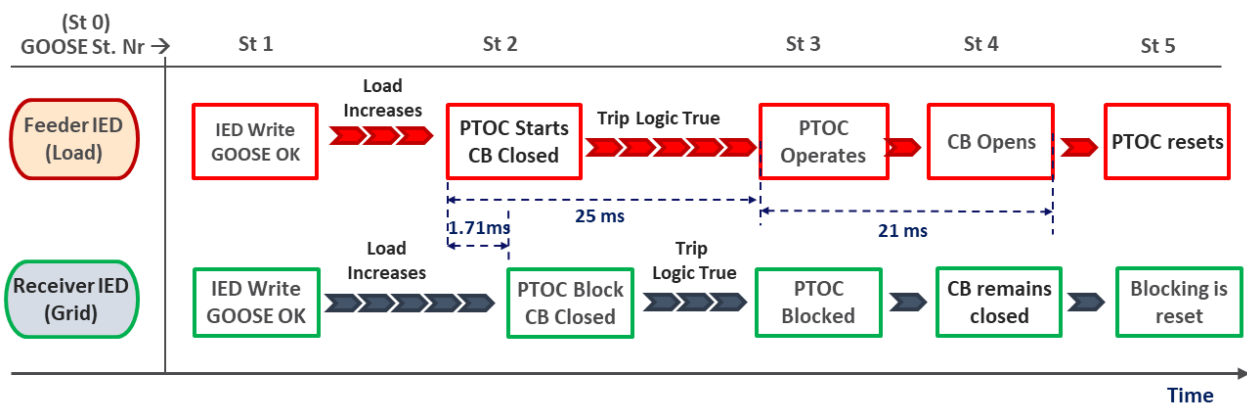 (St 0)
GOOSE St. Nr → St 1 St 2 St 3 St 4 St 5
Load
Increases
Feeder IED
(Load)
IED Write
GOOSE OK
PTOC Starts
CB Closed
Trip Logic True
PTOC
Operates
CB Opens
PTOC resets
25 ms
1.71ms
21 ms
Load
Increases
Trip
Logic True
Receiver IED
(Grid)
IED Write
GOOSE OK
PTOC Block
CB Closed
PTOC
Blocked
CB remains
closed
Blocking is
reset
Time